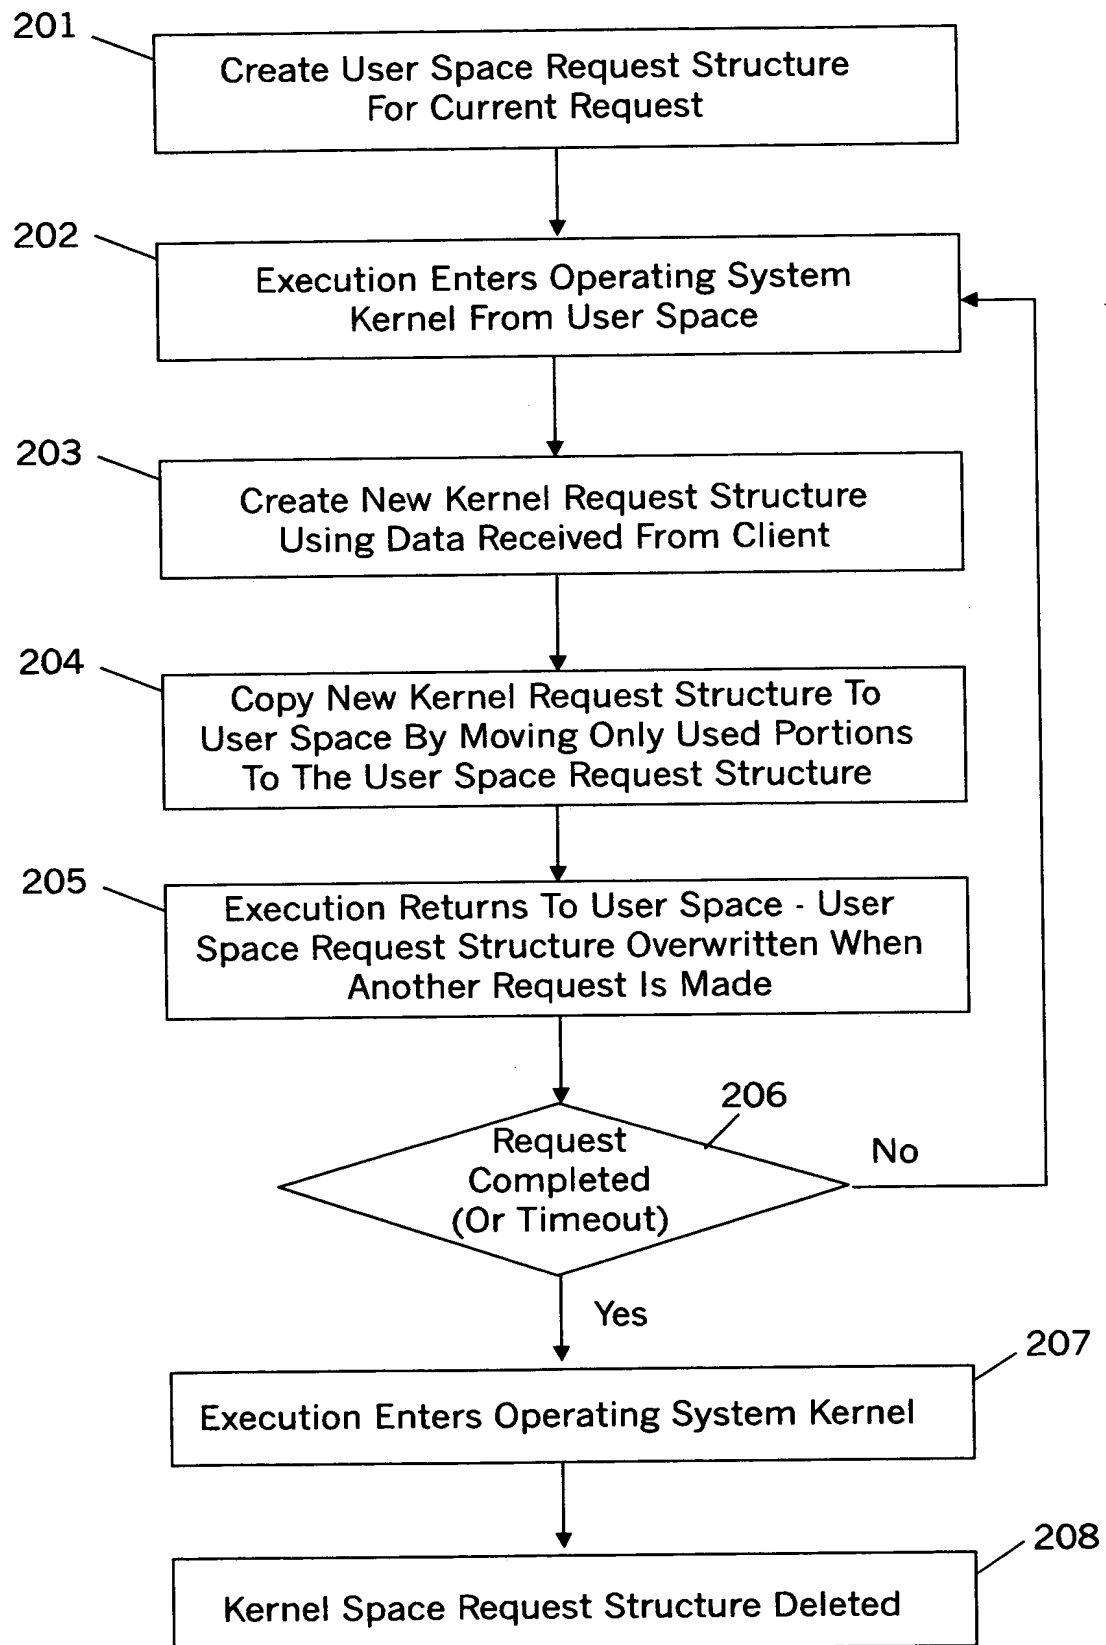 201
Create User Space Request Structure
For Current Request
202
Execution Enters Operating System
Kernel From User Space
203
Create New Kernel Request Structure
Using Data Received From Client
204
Copy New Kernel Request Structure To
User Space By Moving Only Used Portions
To The User Space Request Structure
205
Execution Returns To User Space - User
Space Request Structure Overwritten When
Another Request Is Made
206
Request
Completed
(Or Timeout)
No
Yes
207
Execution Enters Operating System Kernel
208
Kernel Space Request Structure Deleted